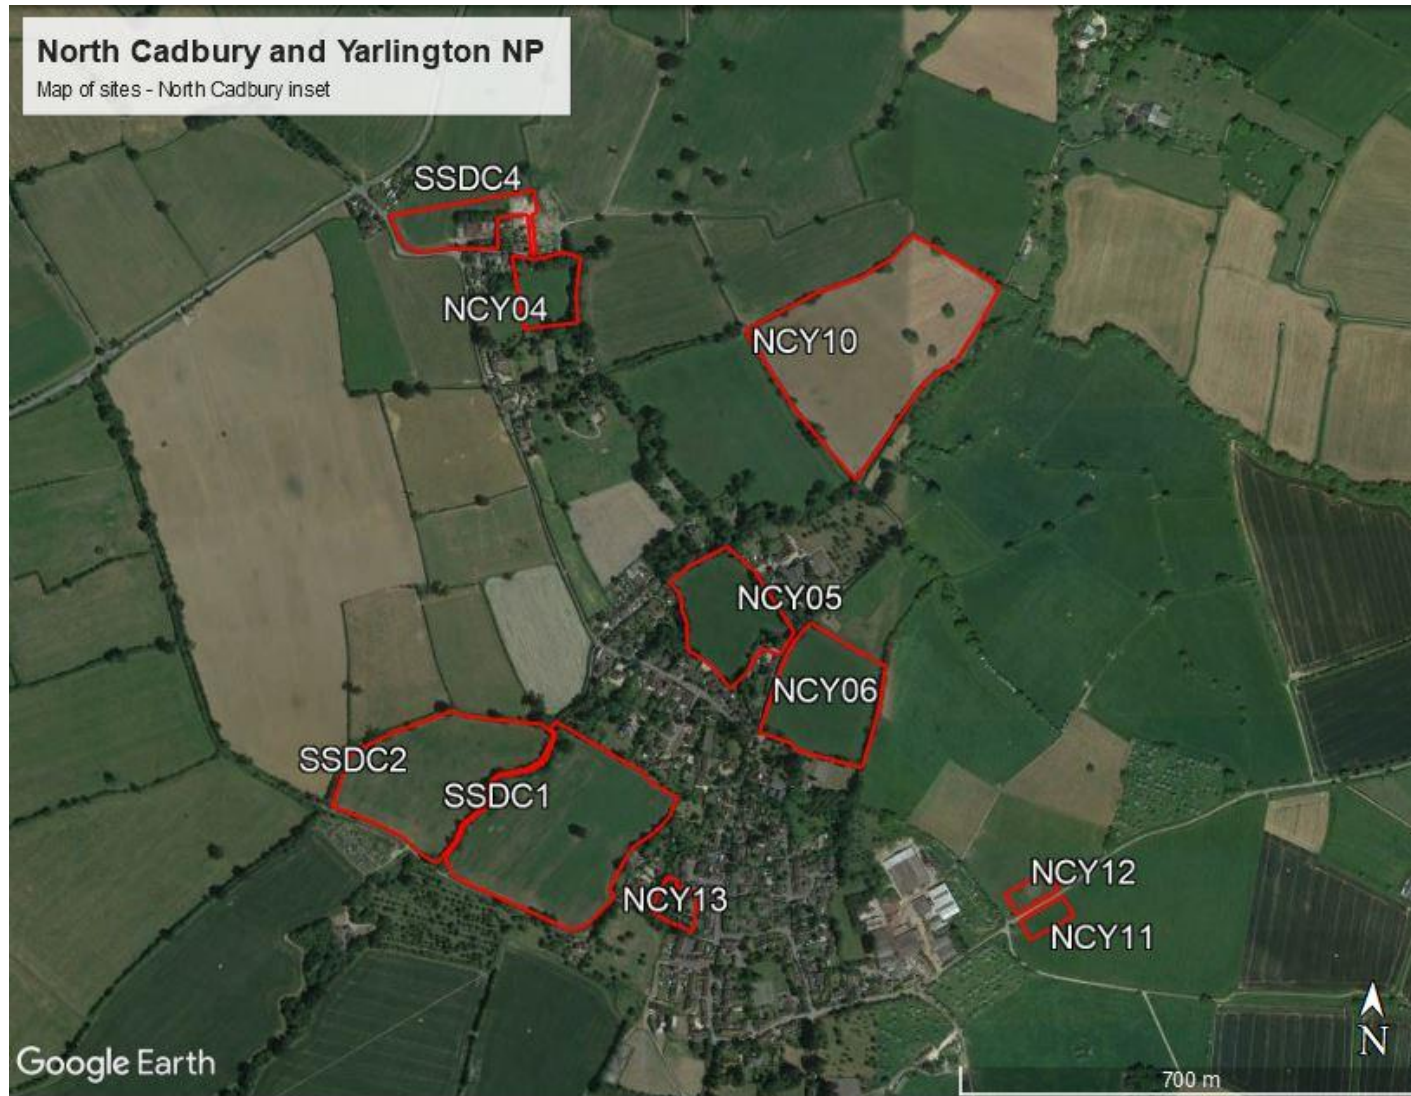 North Cadbury and Yarlington NP
Map of sites - North Cadbury inset
SSDC4
NCY04
NCY10
NCY05
NCY06
SSDC2
SSDC1
NCY12
NCY13
NCY11
N
Google Earth
700 m